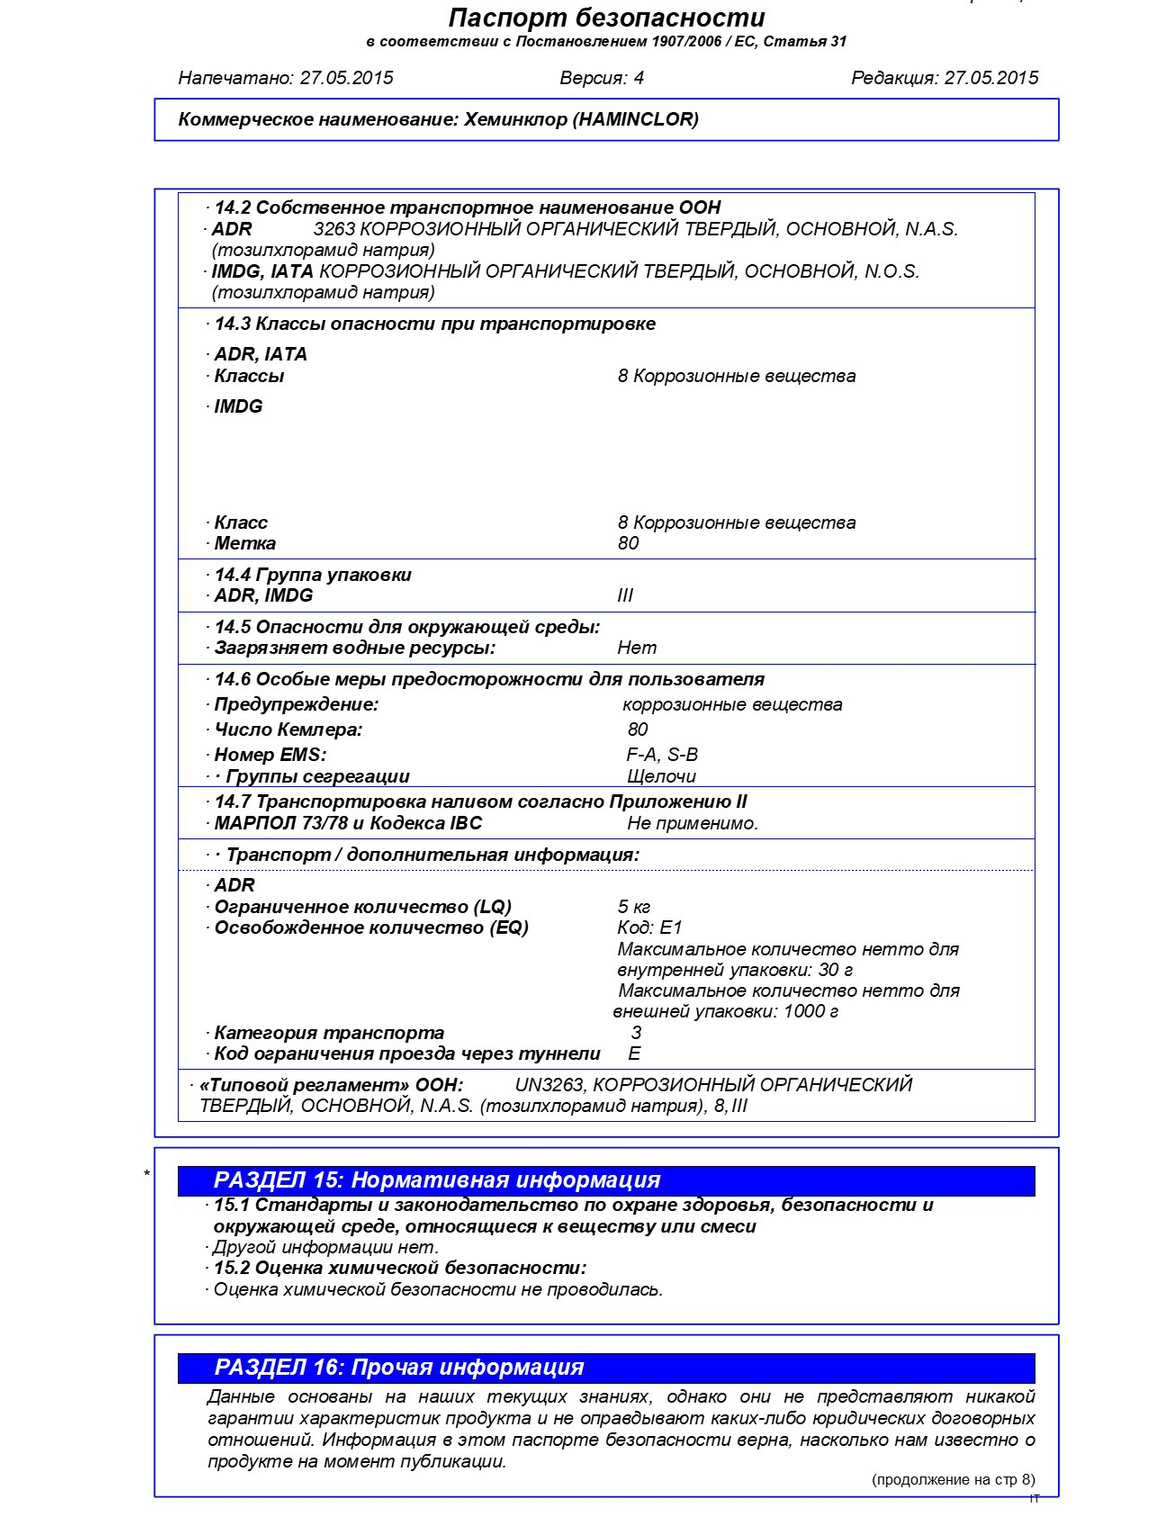 Паспорт безопасности
в соответствии с Постановлением 1907/2006 / ЕС, Статья 31
Напечатано: 27.05.2015 Версия: 4 Редакция: 27.05.2015
Коммерческое наименование: Хеминклор (HAMINCLOR)
· 14.2 Собственное транспортное наименование ООН
· ADR 3263 КОРРОЗИОННЫЙ ОРГАНИЧЕСКИЙ ТВЕРДЫЙ, ОСНОВНОЙ, N.A.S.
(тозилхлорамид натрия)
· IMDG, IATA КОРРОЗИОННЫЙ ОРГАНИЧЕСКИЙ ТВЕРДЫЙ, ОСНОВНОЙ, N.O.S.
(тозилхлорамид натрия)
· 14.3 Классы опасности при транспортировке
· ADR, IATA
· Классы 8 Коррозионные вещества
· IMDG
· Класс 8 Коррозионные вещества
· Метка 80
· 14.4 Группа упаковки
· ADR, IMDG III
· 14.5 Опасности для окружающей среды:
· Загрязняет водные ресурсы: Нет
· 14.6 Особые меры предосторожности для пользователя
· Предупреждение: коррозионные вещества
· Число Кемлера: 80
· Номер EMS: F-A, S-B
· · Группы сегрегации Щелочи
· 14.7 Транспортировка наливом согласно Приложению II
· МАРПОЛ 73/78 и Кодекса IBC Не применимо.
· · Транспорт / дополнительная информация:
· ADR
· Ограниченное количество (LQ) 5 кг
· Освобожденное количество (EQ) Код: E1
Максимальное количество нетто для
внутренней упаковки: 30 г
Максимальное количество нетто для
внешней упаковки: 1000 г
· Категория транспорта 3
· Код ограничения проезда через туннели E
· «Типовой регламент» ООН: UN3263, КОРРОЗИОННЫЙ ОРГАНИЧЕСКИЙ
ТВЕРДЫЙ, ОСНОВНОЙ, N.A.S. (тозилхлорамид натрия), 8,III
* РАЗДЕЛ 15: Нормативная информация
· 15.1 Стандарты и законодательство по охране здоровья, безопасности и
окружающей среде, относящиеся к веществу или смеси
· Другой информации нет.
· 15.2 Оценка химической безопасности:
· Оценка химической безопасности не проводилась.
РАЗДЕЛ 16: Прочая информация
Данные основаны на наших текущих знаниях, однако они не представляют никакой
гарантии характеристик продукта и не оправдывают каких-либо юридических договорных
отношений. Информация в этом паспорте безопасности верна, насколько нам известно о
продукте на момент публикации.
(продолжение на стр 8)
IT